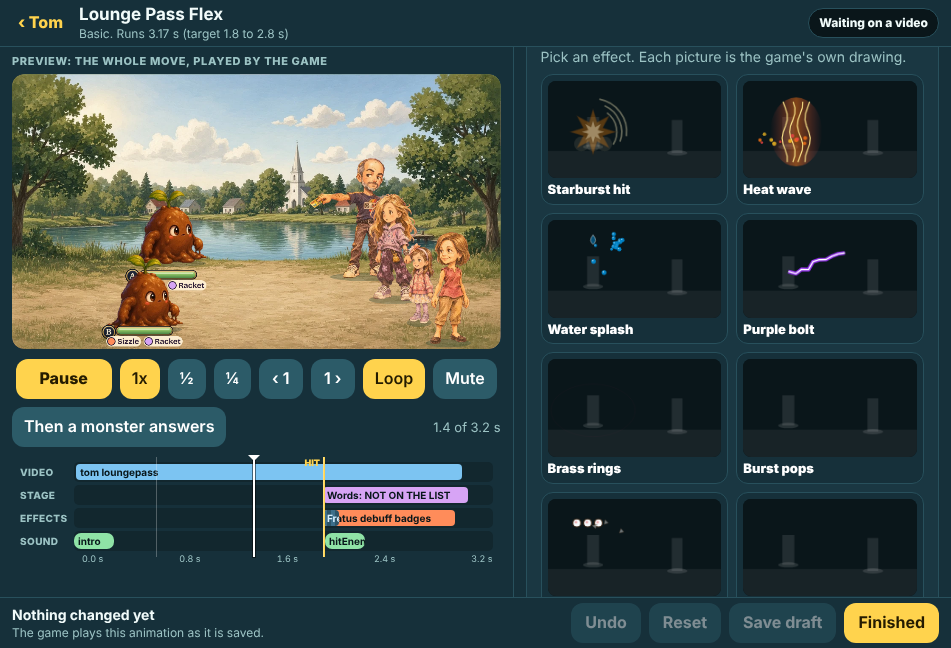 ‹ Tom
Lounge Pass Flex
Basic. Runs 3.17 s (target 1.8 to 2.8 s)
Waiting on a video
PREVIEW: THE WHOLE MOVE, PLAYED BY THE GAME
A
Racket
B
Sizzle
Racket
Pause
1x
½
¼
‹ 1
1 ›
Loop
Mute
Then a monster answers
1.4 of 3.2 s
HIT
VIDEO
tom loungepass
STAGE
Words: NOT ON THE LIST
EFFECTS
tus debuff badges
SOUND
intro
hitEner
0.0 s
0.8 s
1.6 s
2.4 s
3.2 s
Pick an effect. Each picture is the game's own drawing.
Starburst hit
Heat wave
Water splash
Purple bolt
Brass rings
Burst pops
Nothing changed yet
The game plays this animation as it is saved.
Undo
Reset
Save draft
Finished